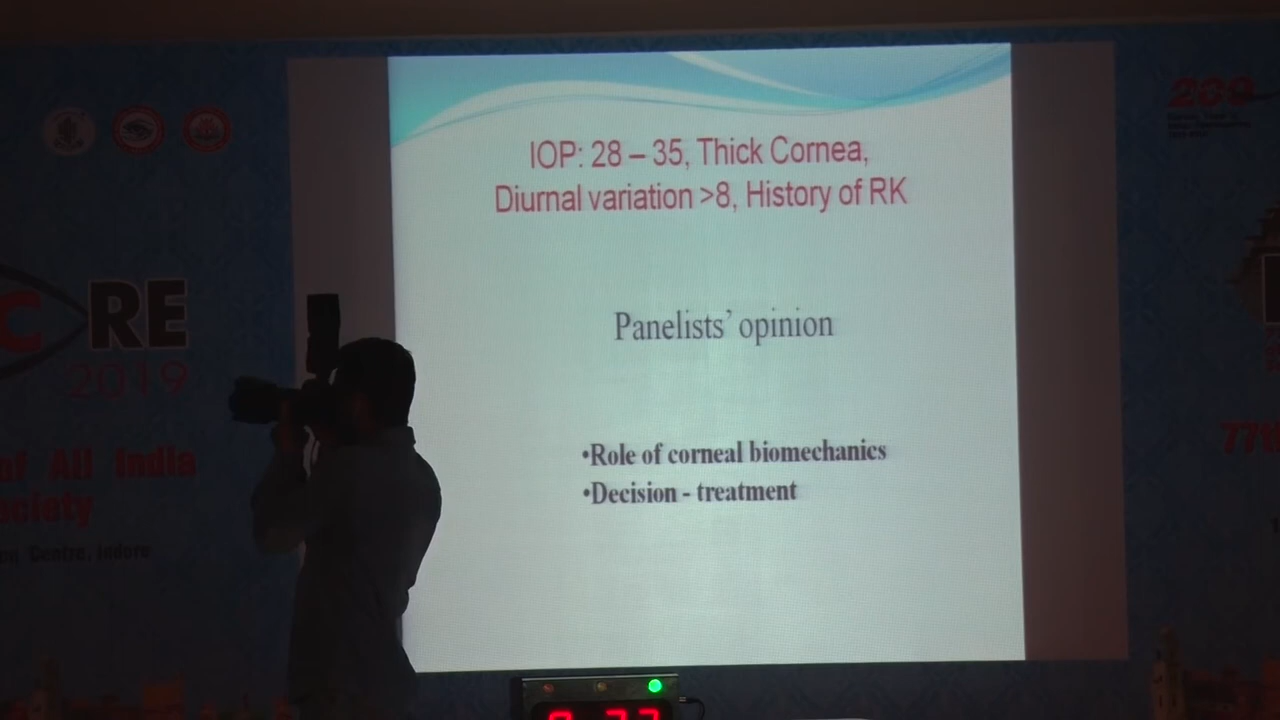 IOP: 28 – 35, Thick Cornea,
Diurnal variation >8, History of RK
Panelists’ opinion
•Role of corneal biomechanics
•Decision - treatment
C RE
2019
of All India
Centre, Indore